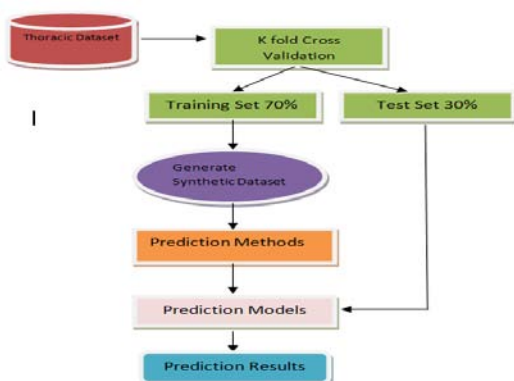 Thoracic Dataset
K fold Cross
Validation
Training Set 70%
Test Set 30%
I
Generate
Synthetic Dataset
Prediction Methods
Prediction Models
Prediction Results